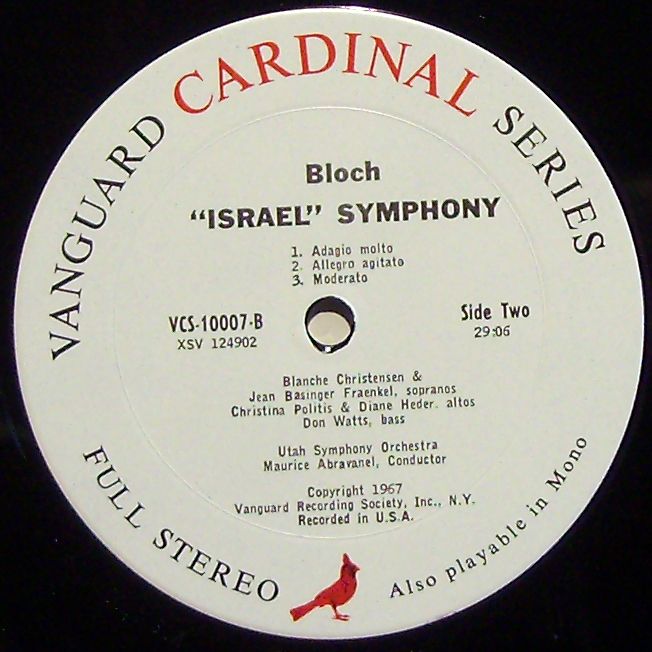 VANGUARD CARDINAL SERIES
Bloch
"ISRAEL" SYMPHONY
1. Adagio molto
2. Allegro agitato
3. Moderato
VCS-10007-B
XSV 124902
Side Two
29:06
Blanche Christensen &
Jean Basinger Fraenkel, sopranos
Christina Politis & Diane Heder. altos
Don Watts, bass
Utah Symphony Orchestra
Maurice Abravanel, Conductor
Copyright 1967
Vanguard Recording Society, Inc., N.Y.
Recorded in U.S.A.
FULL STEREO
Also playable in Mono